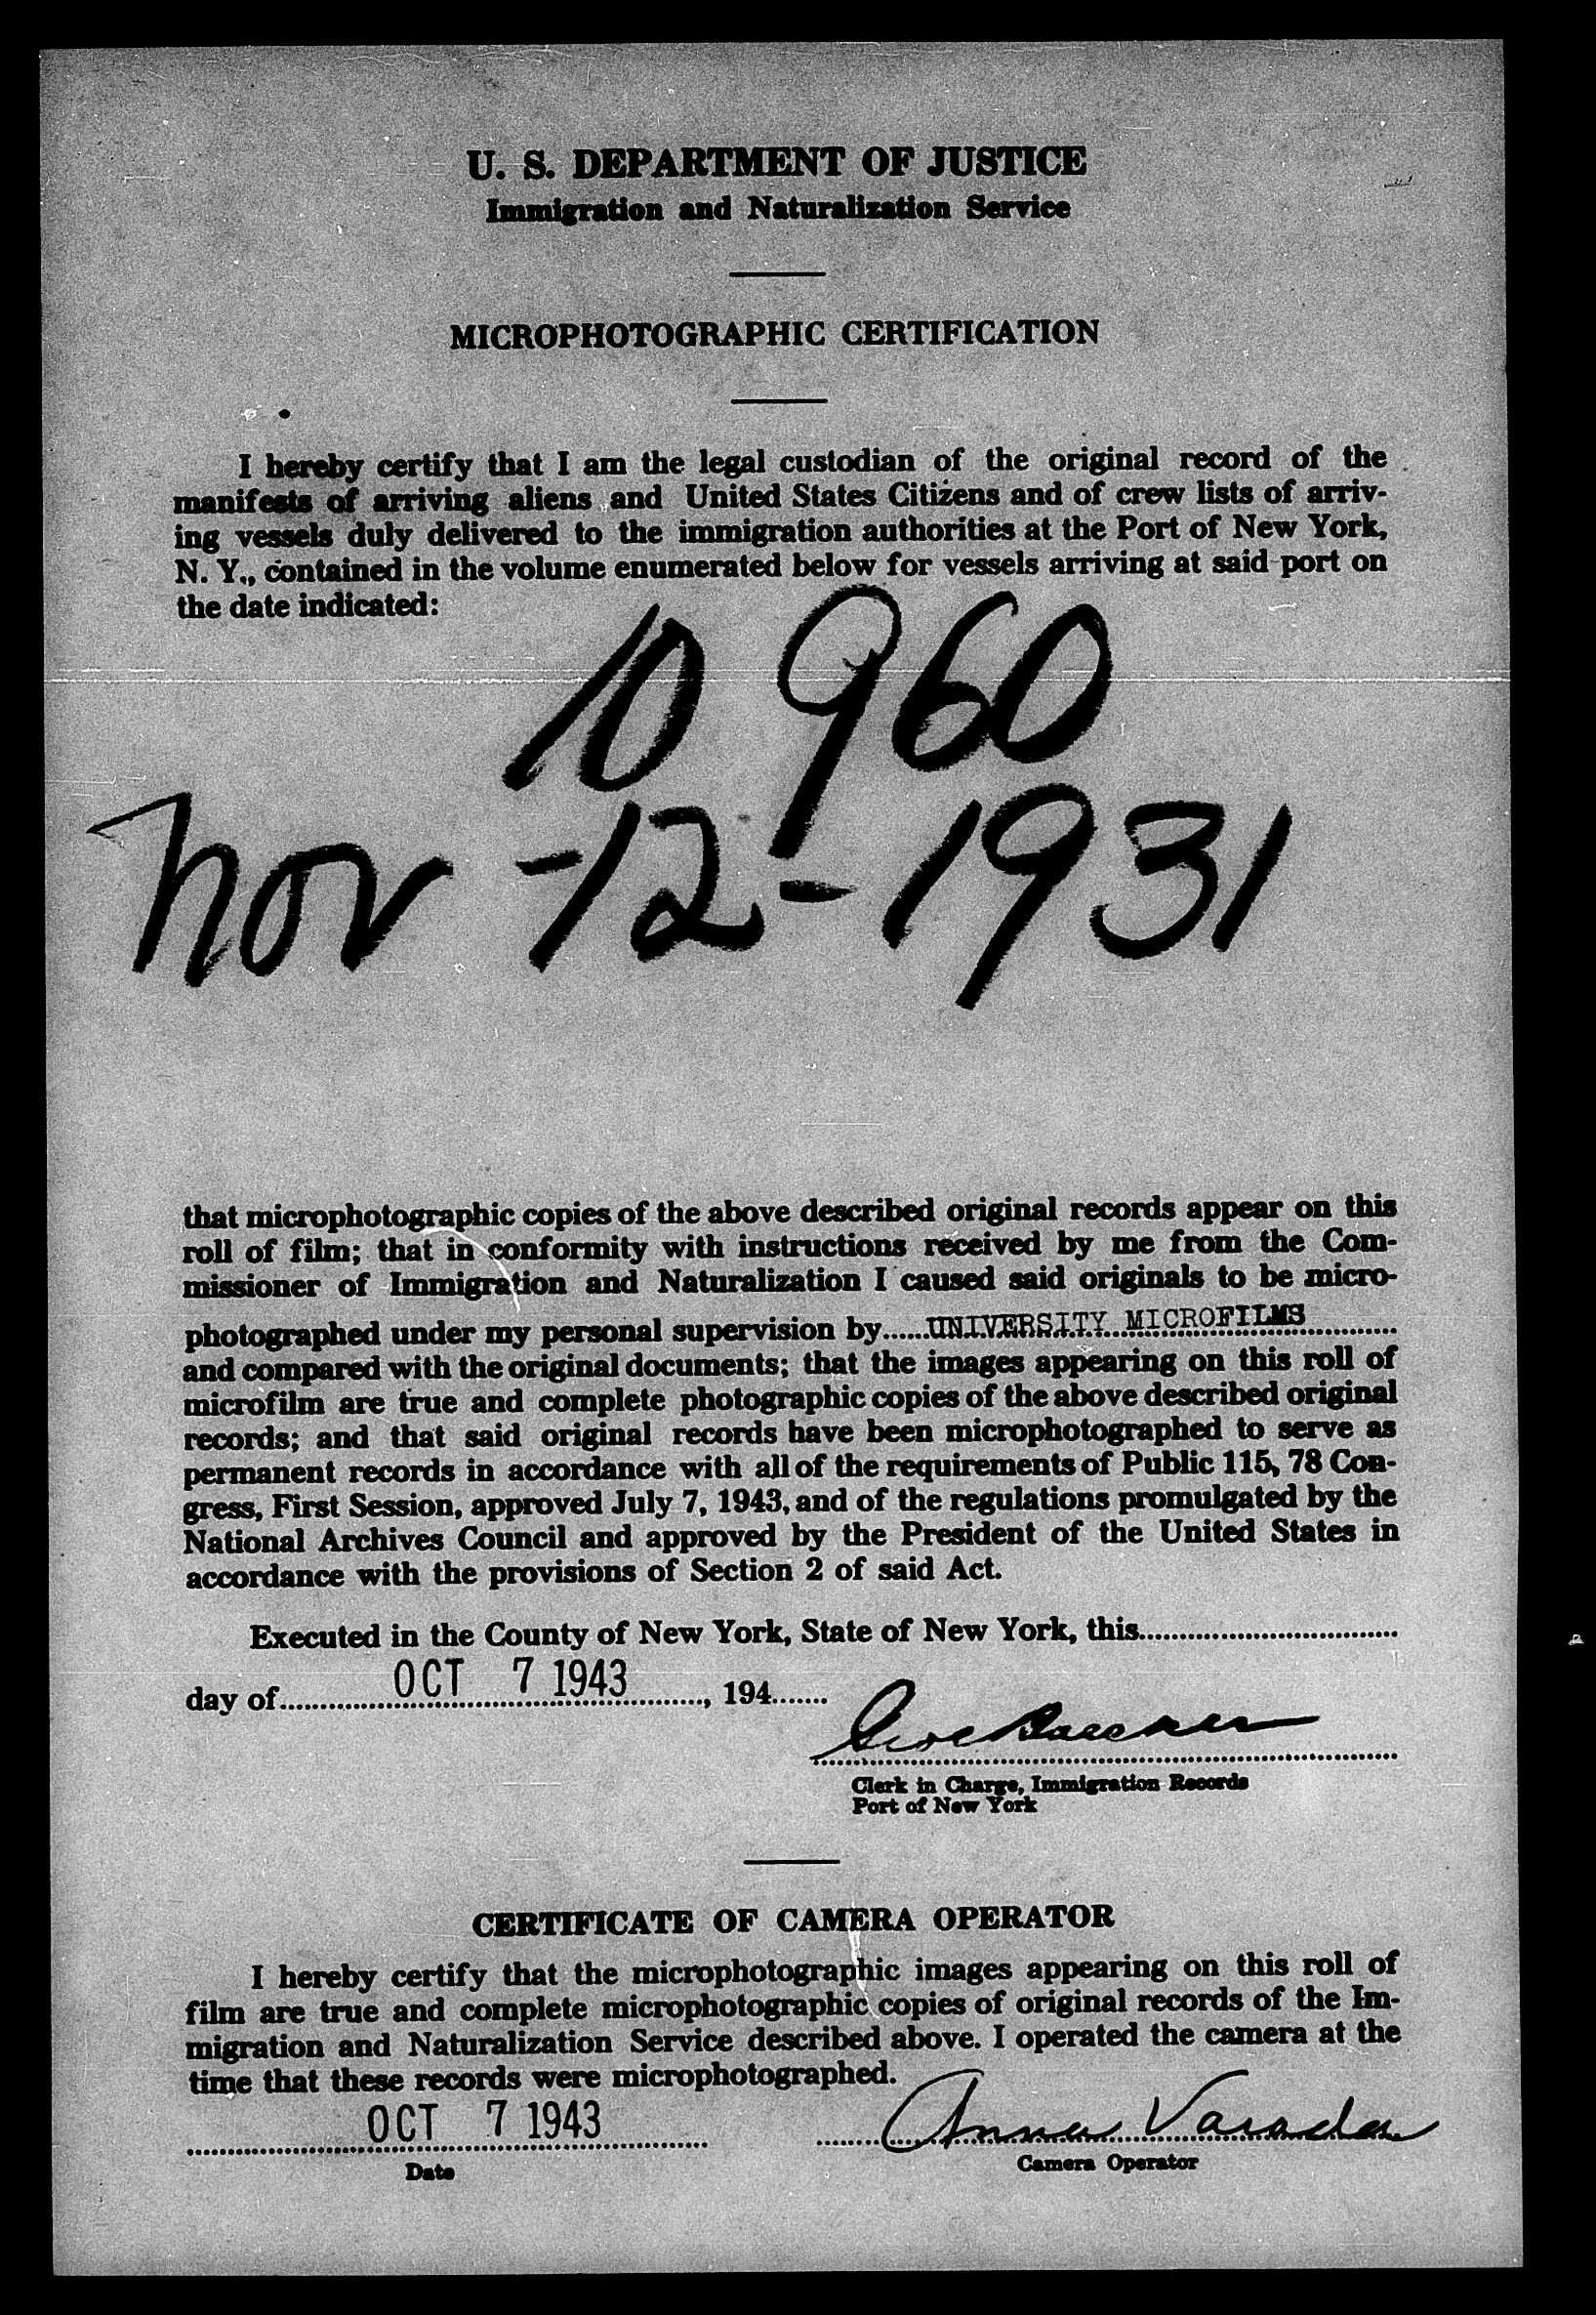 U. S. DEPARTMENT OF JUSTICE
Immigration and Naturalization Service
MICROPHOTOGRAPHIC CERTIFICATION
I hereby certify that I am the legal custodian of the original record of the
manifests of arriving aliens and United States Citizens and of crew lists of arriv-
ing vessels duly delivered to the immigration authorities at the Port of New York,
N. Y., contained in the volume enumerated below for vessels arriving at said port on
the date indicated:
10960
Nov-12-1931
that microphotographic copies of the above described original records appear on this
roll of film; that in conformity with instructions received by me from the Com-
missioner of Immigration and Naturalization I caused said originals to be micro-
photographed under my personal supervision by......UNIVERSITY MICROFILMS
and compared with the original documents; that the images appearing on this roll of
microfilm are true and complete photographic copies of the above described original
records; and that said original records have been microphotographed to serve as
permanent records in accordance with all of the requirements of Public 115, 78 Con-
gress, First Session, approved July 7, 1943, and of the regulations promulgated by the
National Archives Council and approved by the President of the United States in
accordance with the provisions of Section 2 of said Act.
Executed in the County of New York, State of New York, this
day of OCT 7 1943, 194
Clerk in Charge, Immigration Records
Port of New York
CERTIFICATE OF CAMERA OPERATOR
I hereby certify that the microphotographic images appearing on this roll of
film are true and complete microphotographic copies of original records of the Im-
migration and Naturalization Service described above. I operated the camera at the
time that these records were microphotographed.
OCT 7 1943 Anna
Date Camera Operator